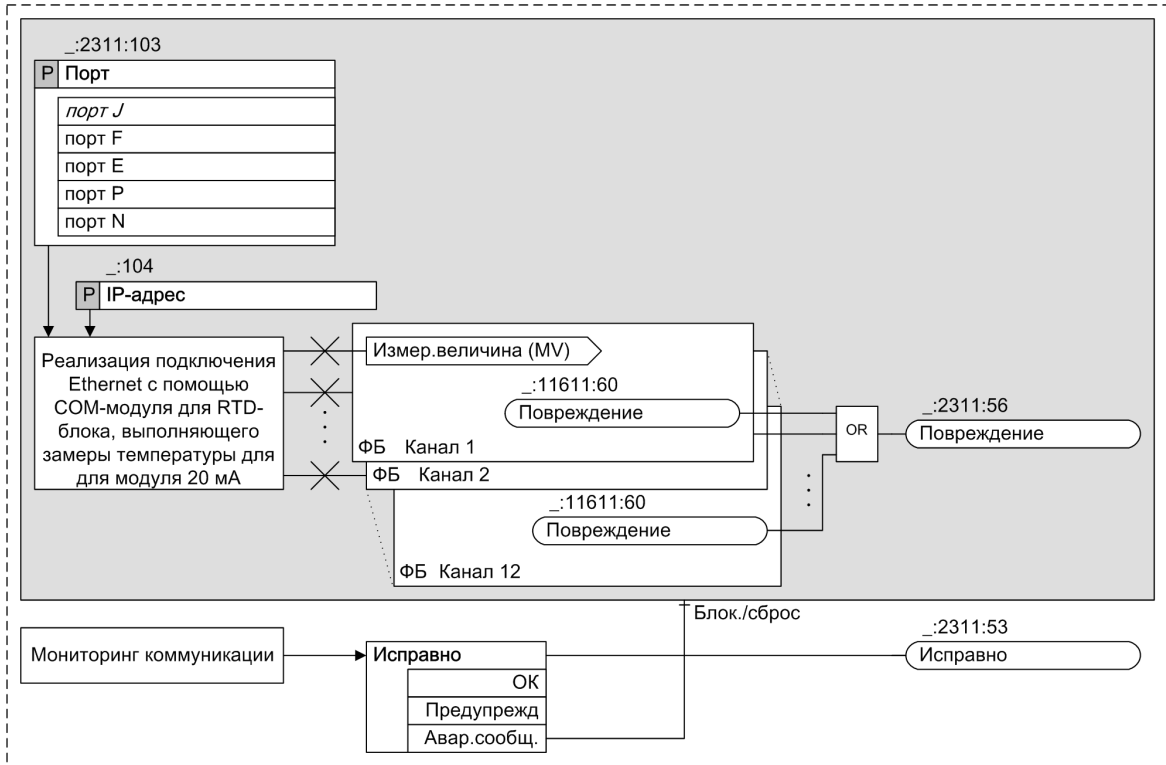 _:2311:103
P Порт
порт J
порт F
порт E
порт P
порт N
_:104
P IP-адрес
Реализация подключения
Ethernet с помощью
COM-модуля для RTD-
блока, выполняющего
замеры температуры для
для модуля 20 мА
Измер.величина (MV)
_:11611:60
Повреждение
ФБ Канал 1
ФБ Канал 2
_:11611:60
Повреждение
ФБ Канал 12
OR
_:2311:56
Повреждение
Блок./сброс
Мониторинг коммуникации
Исправно
ОК
Предупрежд
Авар.сообщ.
_:2311:53
Исправно